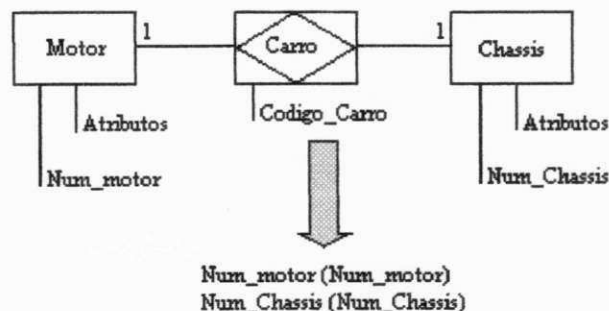 1
1
Motor
Carro
Chassis
Atributos
Codigo_Carro
Atributos
Num_motor
Num_Chassis
Num_motor (Num_motor)
Num_Chassis (Num_Chassis)